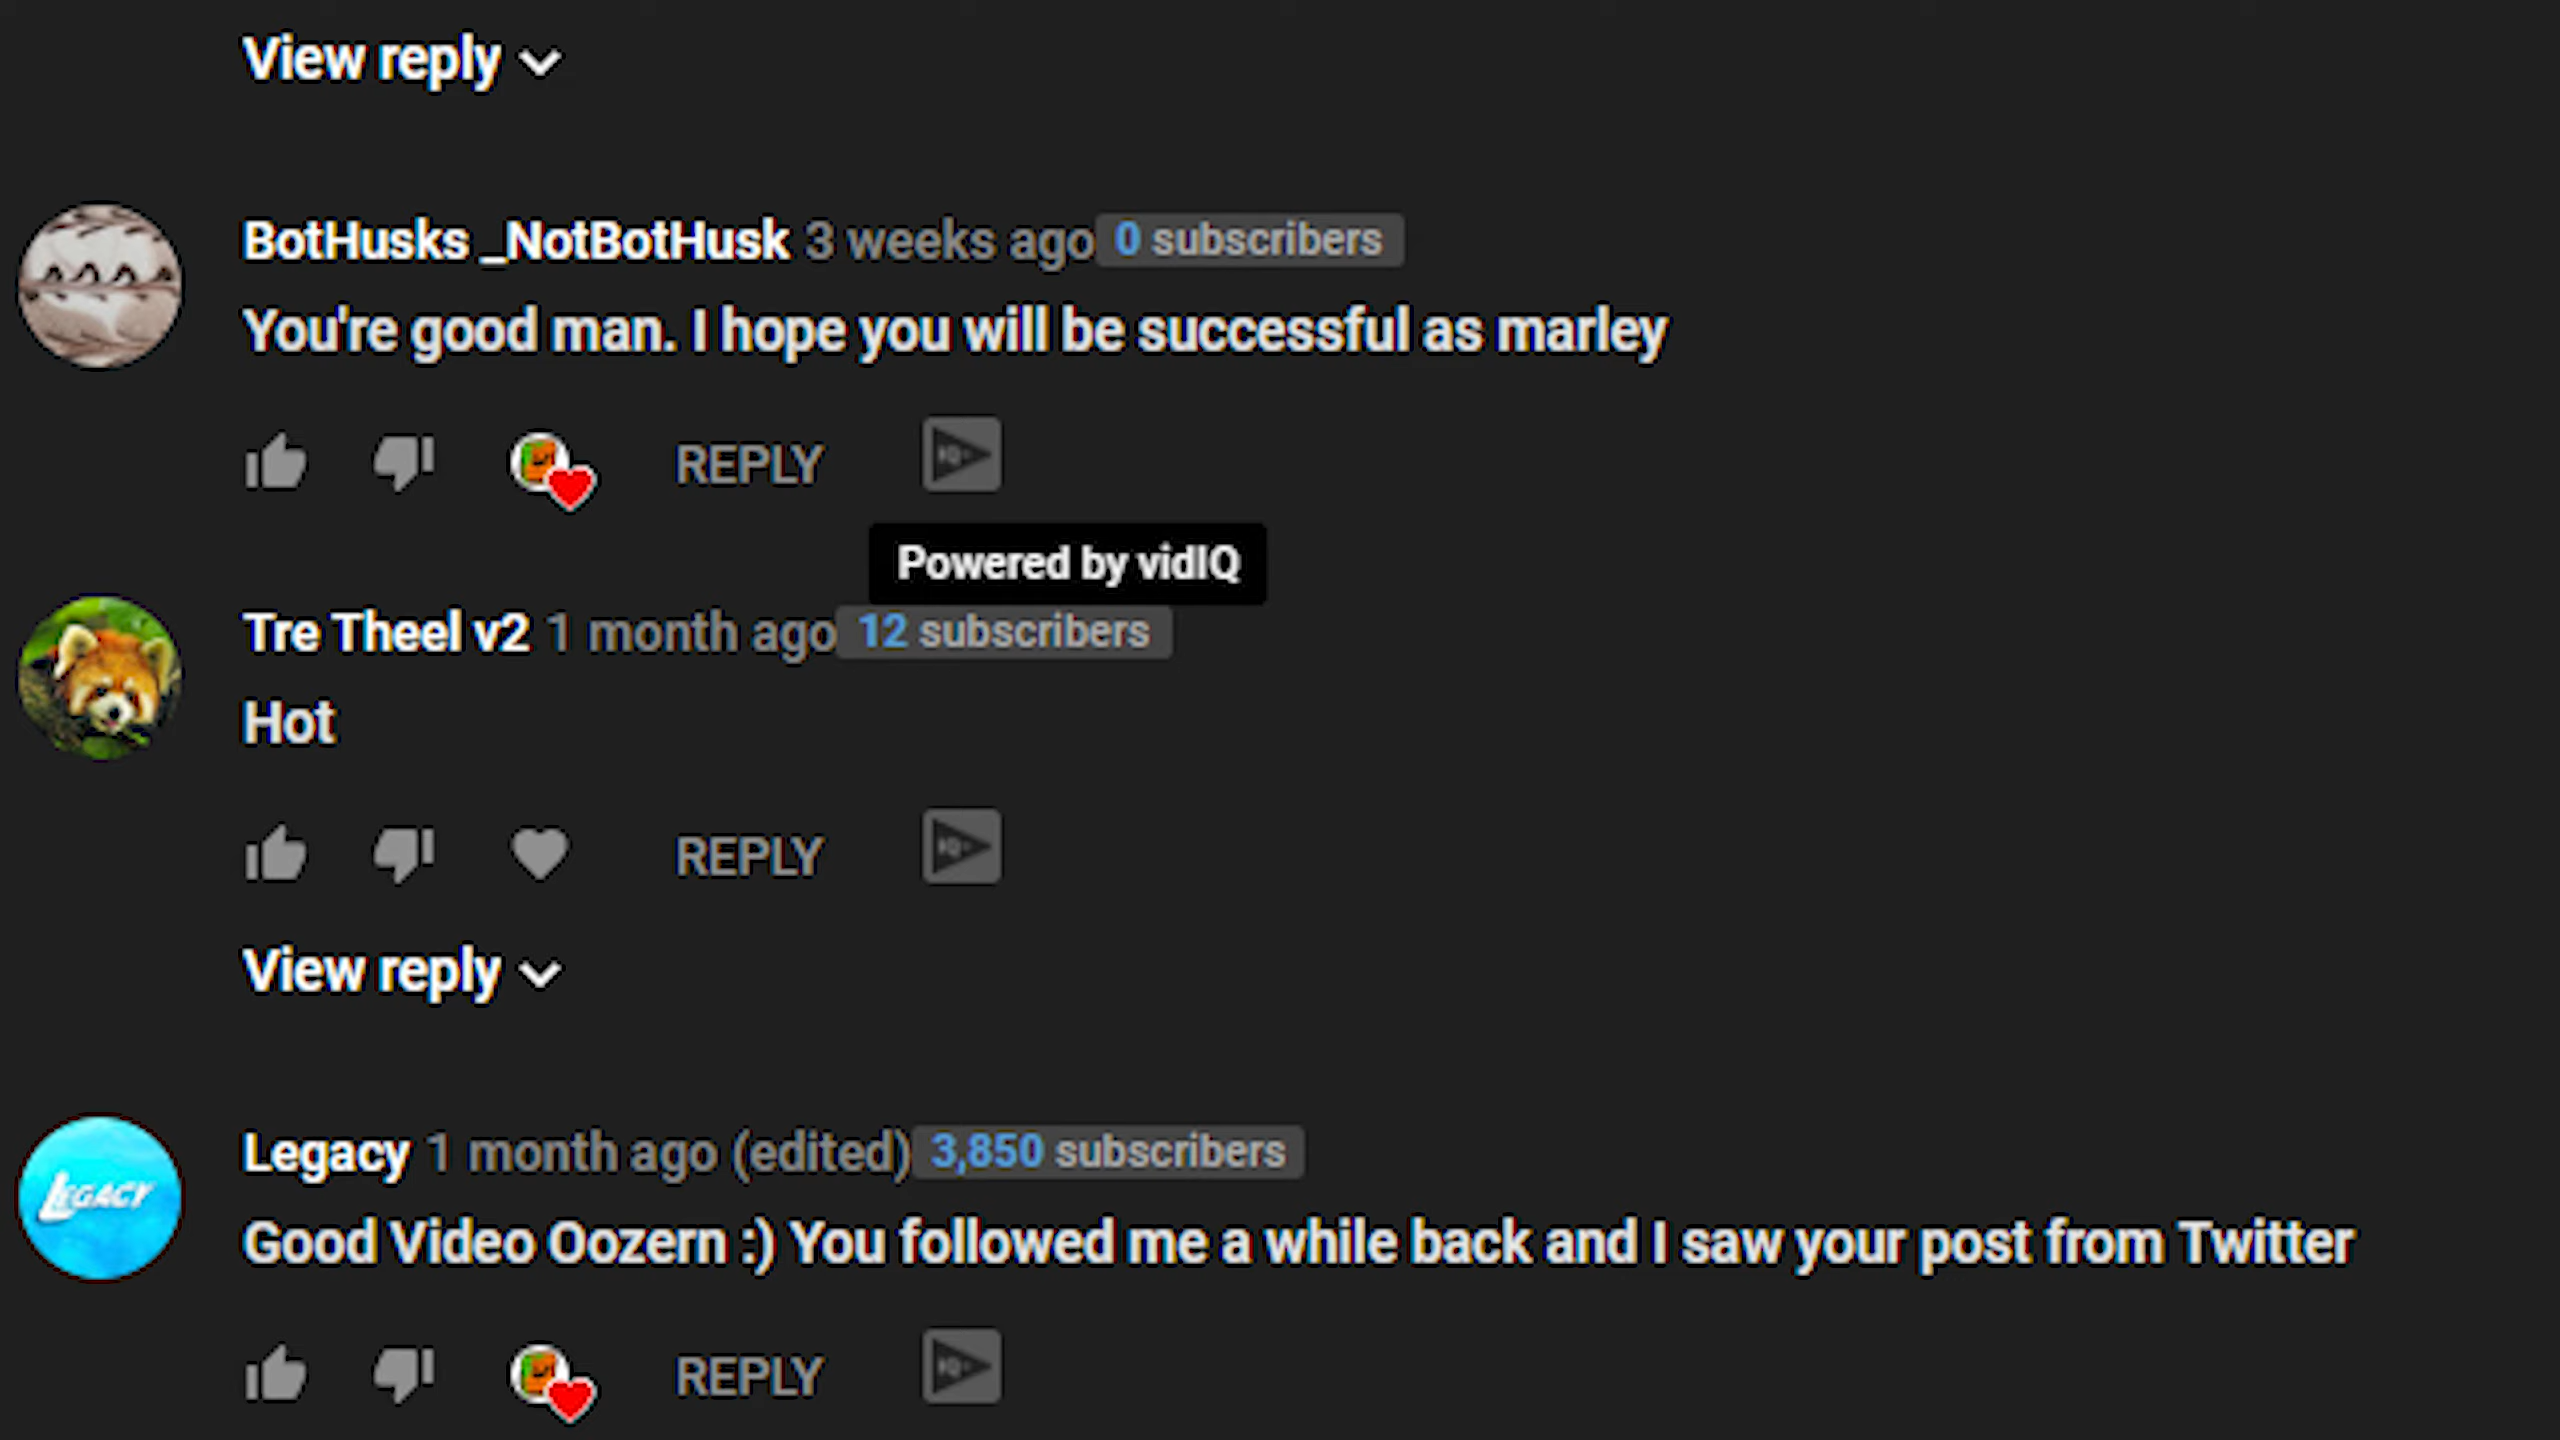 View reply
BotHusks _NotBotHusk 3 weeks ago 0 subscribers
You're good man. I hope you will be successful as marley
REPLY
Powered by vidIQ
Tre Theel v2 1 month ago 12 subscribers
Hot
REPLY
View reply
LEGACY
Legacy 1 month ago (edited) 3,850 subscribers
Good Video Oozern :) You followed me a while back and I saw your post from Twitter
REPLY